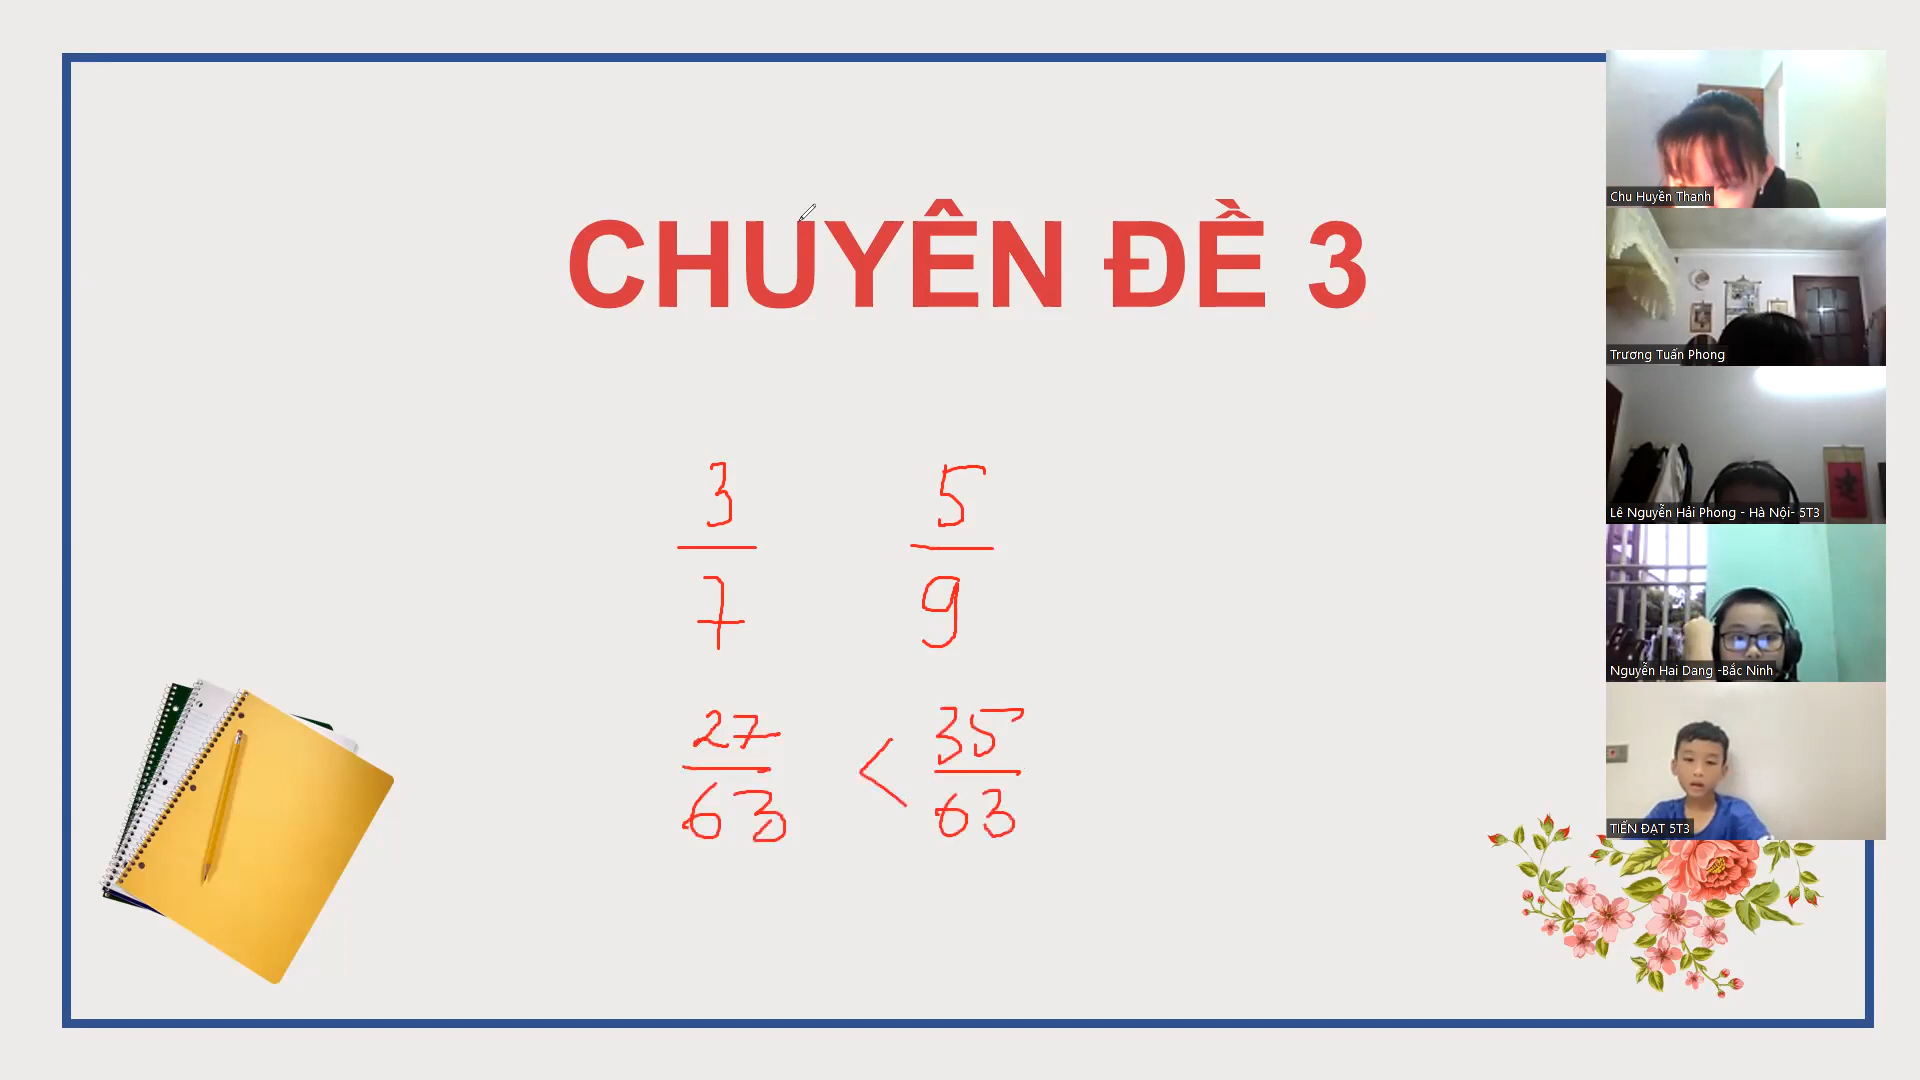 CHUYÊN ĐỀ 3
3 5
7 9
27 < 35
63 63
Chu Huyền Thanh
Trương Tuấn Phong
Lê Nguyễn Hải Phong - Hà Nội- 5T3
Nguyễn Hai Dang -Bắc Ninh
TIẾN ĐẠT 5T3